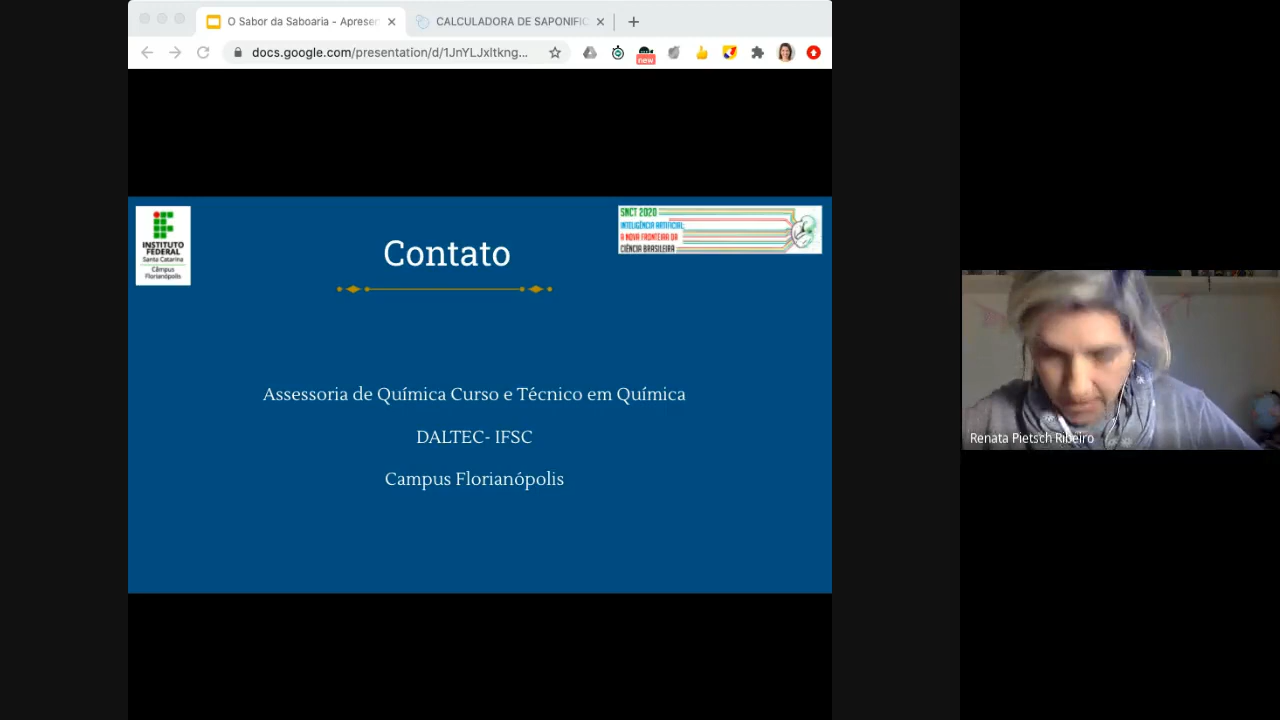 O Sabor da Saboaria - Apresen
CALCULADORA DE SAPONIFIC
docs.google.com/presentation/d/1JnYLJxltkng...
new
INSTITUTO
FEDERAL
Santa Catarina
Câmpus
Florianópolis
SNCT 2020
INTELIGÊNCIA ARTIFICIAL:
A NOVA FRONTEIRA DA
CIÊNCIA BRASILEIRA
Contato
Assessoria de Química Curso e Técnico em Química
DALTEC- IFSC
Campus Florianópolis
Renata Pietsch Ribeiro